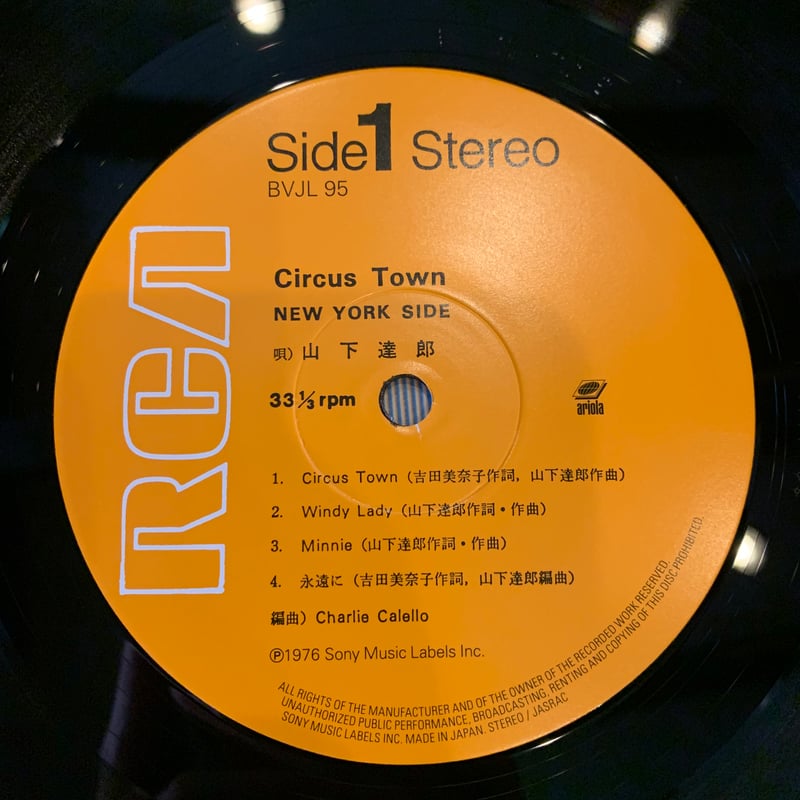 Side 1 Stereo
BVJL 95
RCA
Circus Town
NEW YORK SIDE
唄) 山下達郎
33 1/3 rpm
ariola
1. Circus Town (吉田美奈子作詞, 山下達郎作曲)
2. Windy Lady (山下達郎作詞・作曲)
3. Minnie (山下達郎作詞・作曲)
4. 永遠に (吉田美奈子作詞, 山下達郎編曲)
編曲) Charlie Calello
Ⓟ1976 Sony Music Labels Inc.
ALL RIGHTS OF THE MANUFACTURER AND OF THE OWNER OF THE RECORDED WORK RESERVED.
UNAUTHORIZED PUBLIC PERFORMANCE, BROADCASTING, RENTING AND COPYING OF THIS DISC PROHIBITED.
SONY MUSIC LABELS INC. MADE IN JAPAN. STEREO / JASRAC